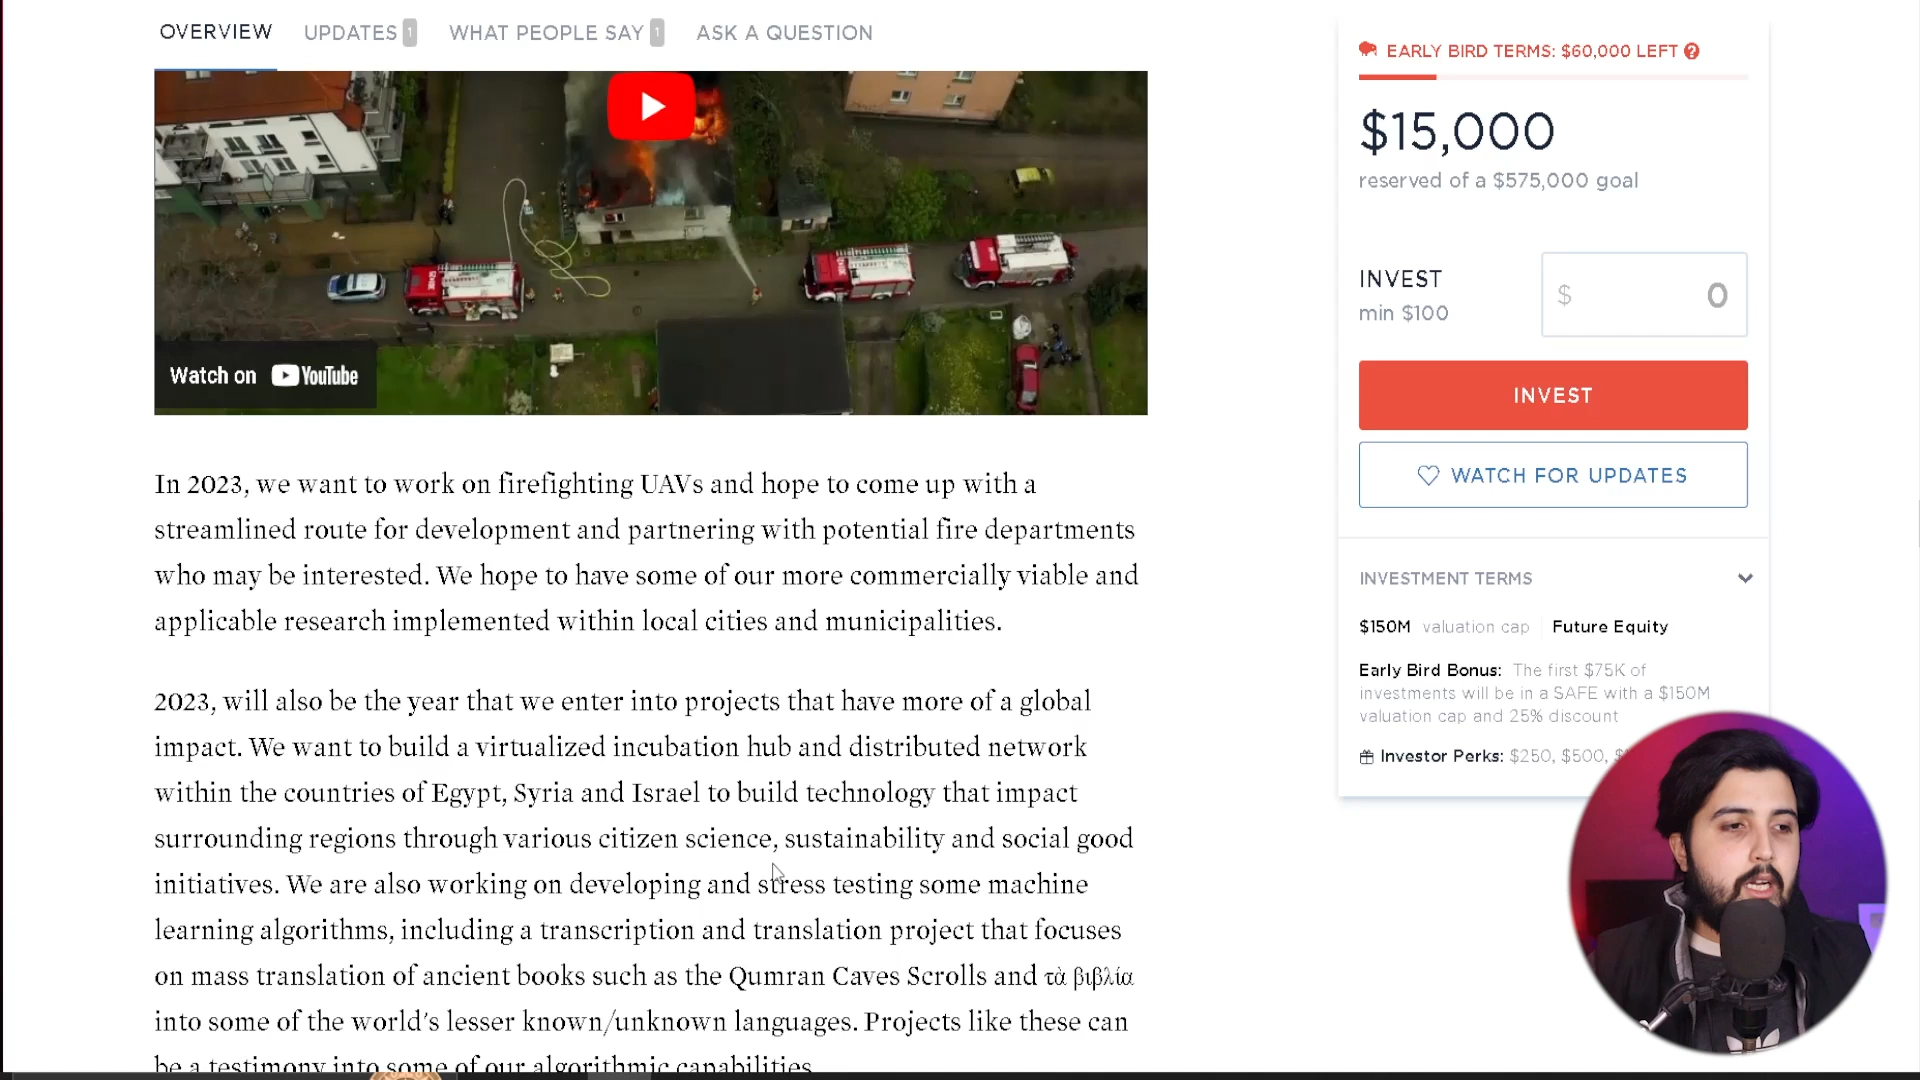 OVERVIEW
UPDATES 1
WHAT PEOPLE SAY 1
ASK A QUESTION
Watch on YouTube
In 2023, we want to work on firefighting UAVs and hope to come up with a
streamlined route for development and partnering with potential fire departments
who may be interested. We hope to have some of our more commercially viable and
applicable research implemented within local cities and municipalities.
2023, will also be the year that we enter into projects that have more of a global
impact. We want to build a virtualized incubation hub and distributed network
within the countries of Egypt, Syria and Israel to build technology that impact
surrounding regions through various citizen science, sustainability and social good
initiatives. We are also working on developing and stress testing some machine
learning algorithms, including a transcription and translation project that focuses
on mass translation of ancient books such as the Qumran Caves Scrolls and τὰ βιβλία
into some of the world's lesser known/unknown languages. Projects like these can
be a testimony into some of our algorithmic capabilities.
EARLY BIRD TERMS: $60,000 LEFT ?
$15,000
reserved of a $575,000 goal
INVEST
min $100
$ 0
INVEST
WATCH FOR UPDATES
INVESTMENT TERMS
$150M valuation cap Future Equity
Early Bird Bonus: The first $75K of
investments will be in a SAFE with a $150M
valuation cap and 25% discount
Investor Perks: $250, $500,